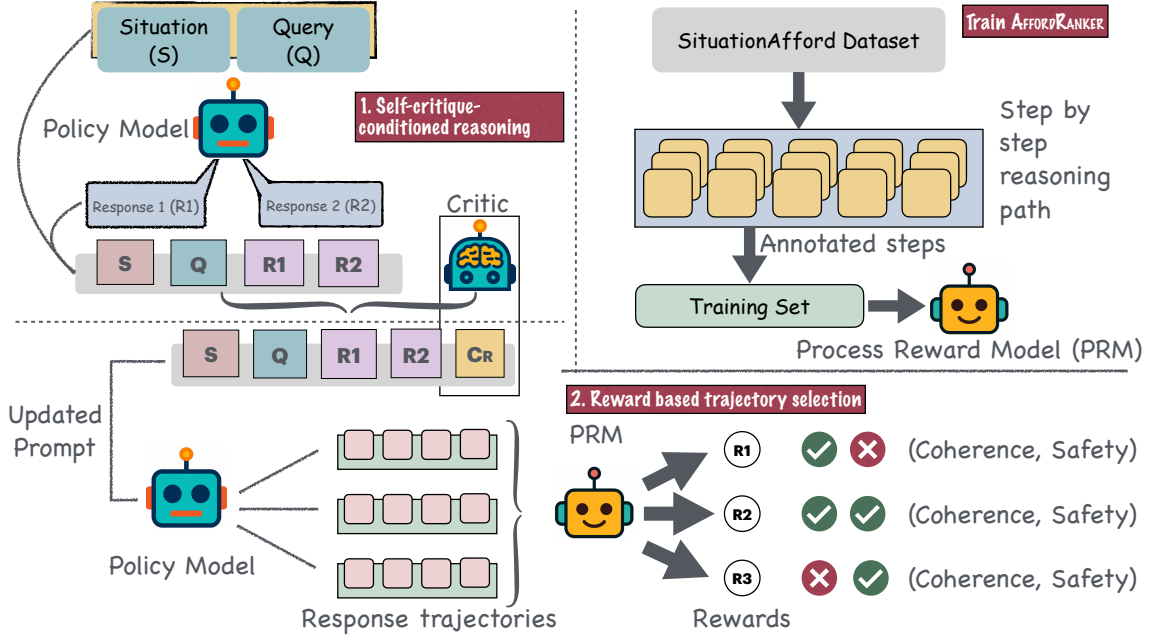 Situation
(S)
Query
(Q)
Policy Model
1. Self-critique-
conditioned reasoning
Response 1 (R1)
Response 2 (R2)
Critic
S
Q
R1
R2
S
Q
R1
R2
CR
Updated
Prompt
Policy Model
Response trajectories
Train AffordRanker
SituationAfford Dataset
Step by
step
reasoning
path
Annotated steps
Training Set
Process Reward Model (PRM)
2. Reward based trajectory selection
PRM
R1
(Coherence, Safety)
R2
(Coherence, Safety)
R3
(Coherence, Safety)
Rewards